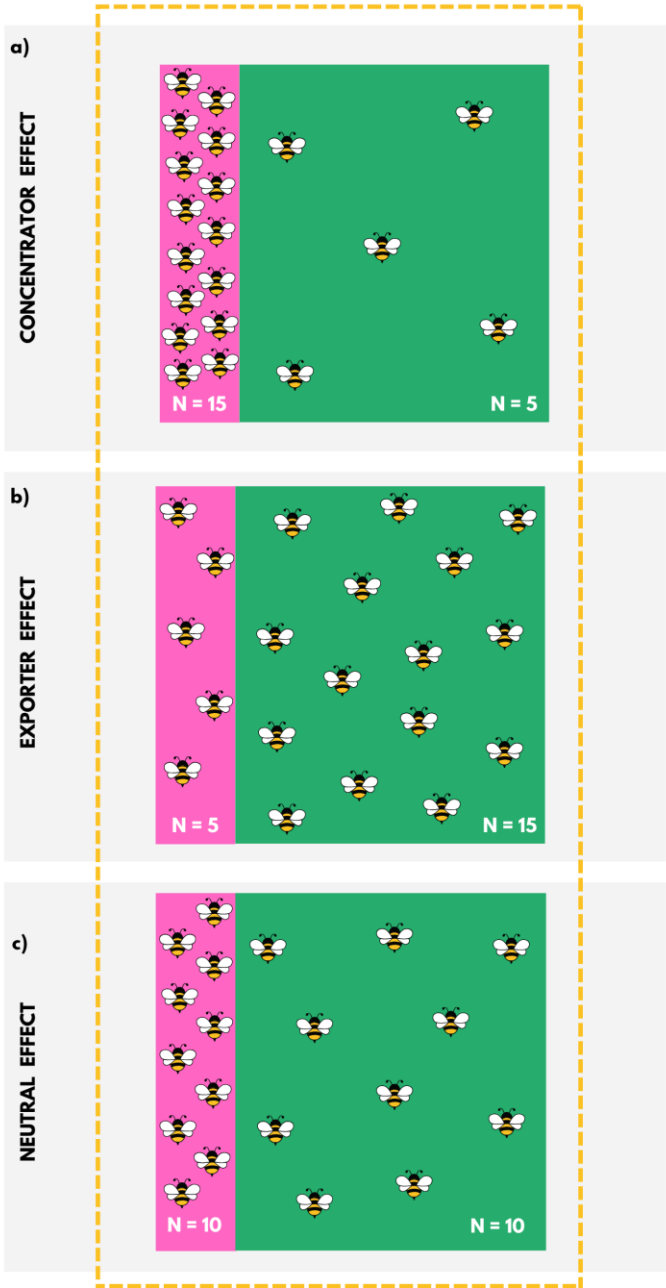 a)
CONCENTRATOR EFFECT
N = 15
N = 5
b)
EXPORTER EFFECT
N = 5
N = 15
c)
NEUTRAL EFFECT
N = 10
N = 10